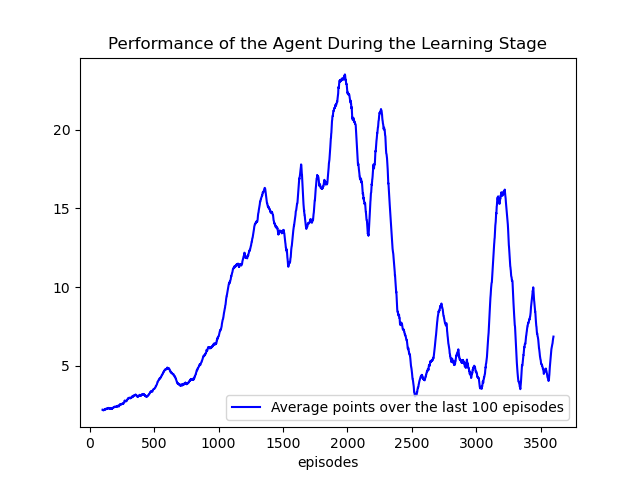 Performance of the Agent During the Learning Stage
20
15
10
5
Average points over the last 100 episodes
0 500 1000 1500 2000 2500 3000 3500
episodes